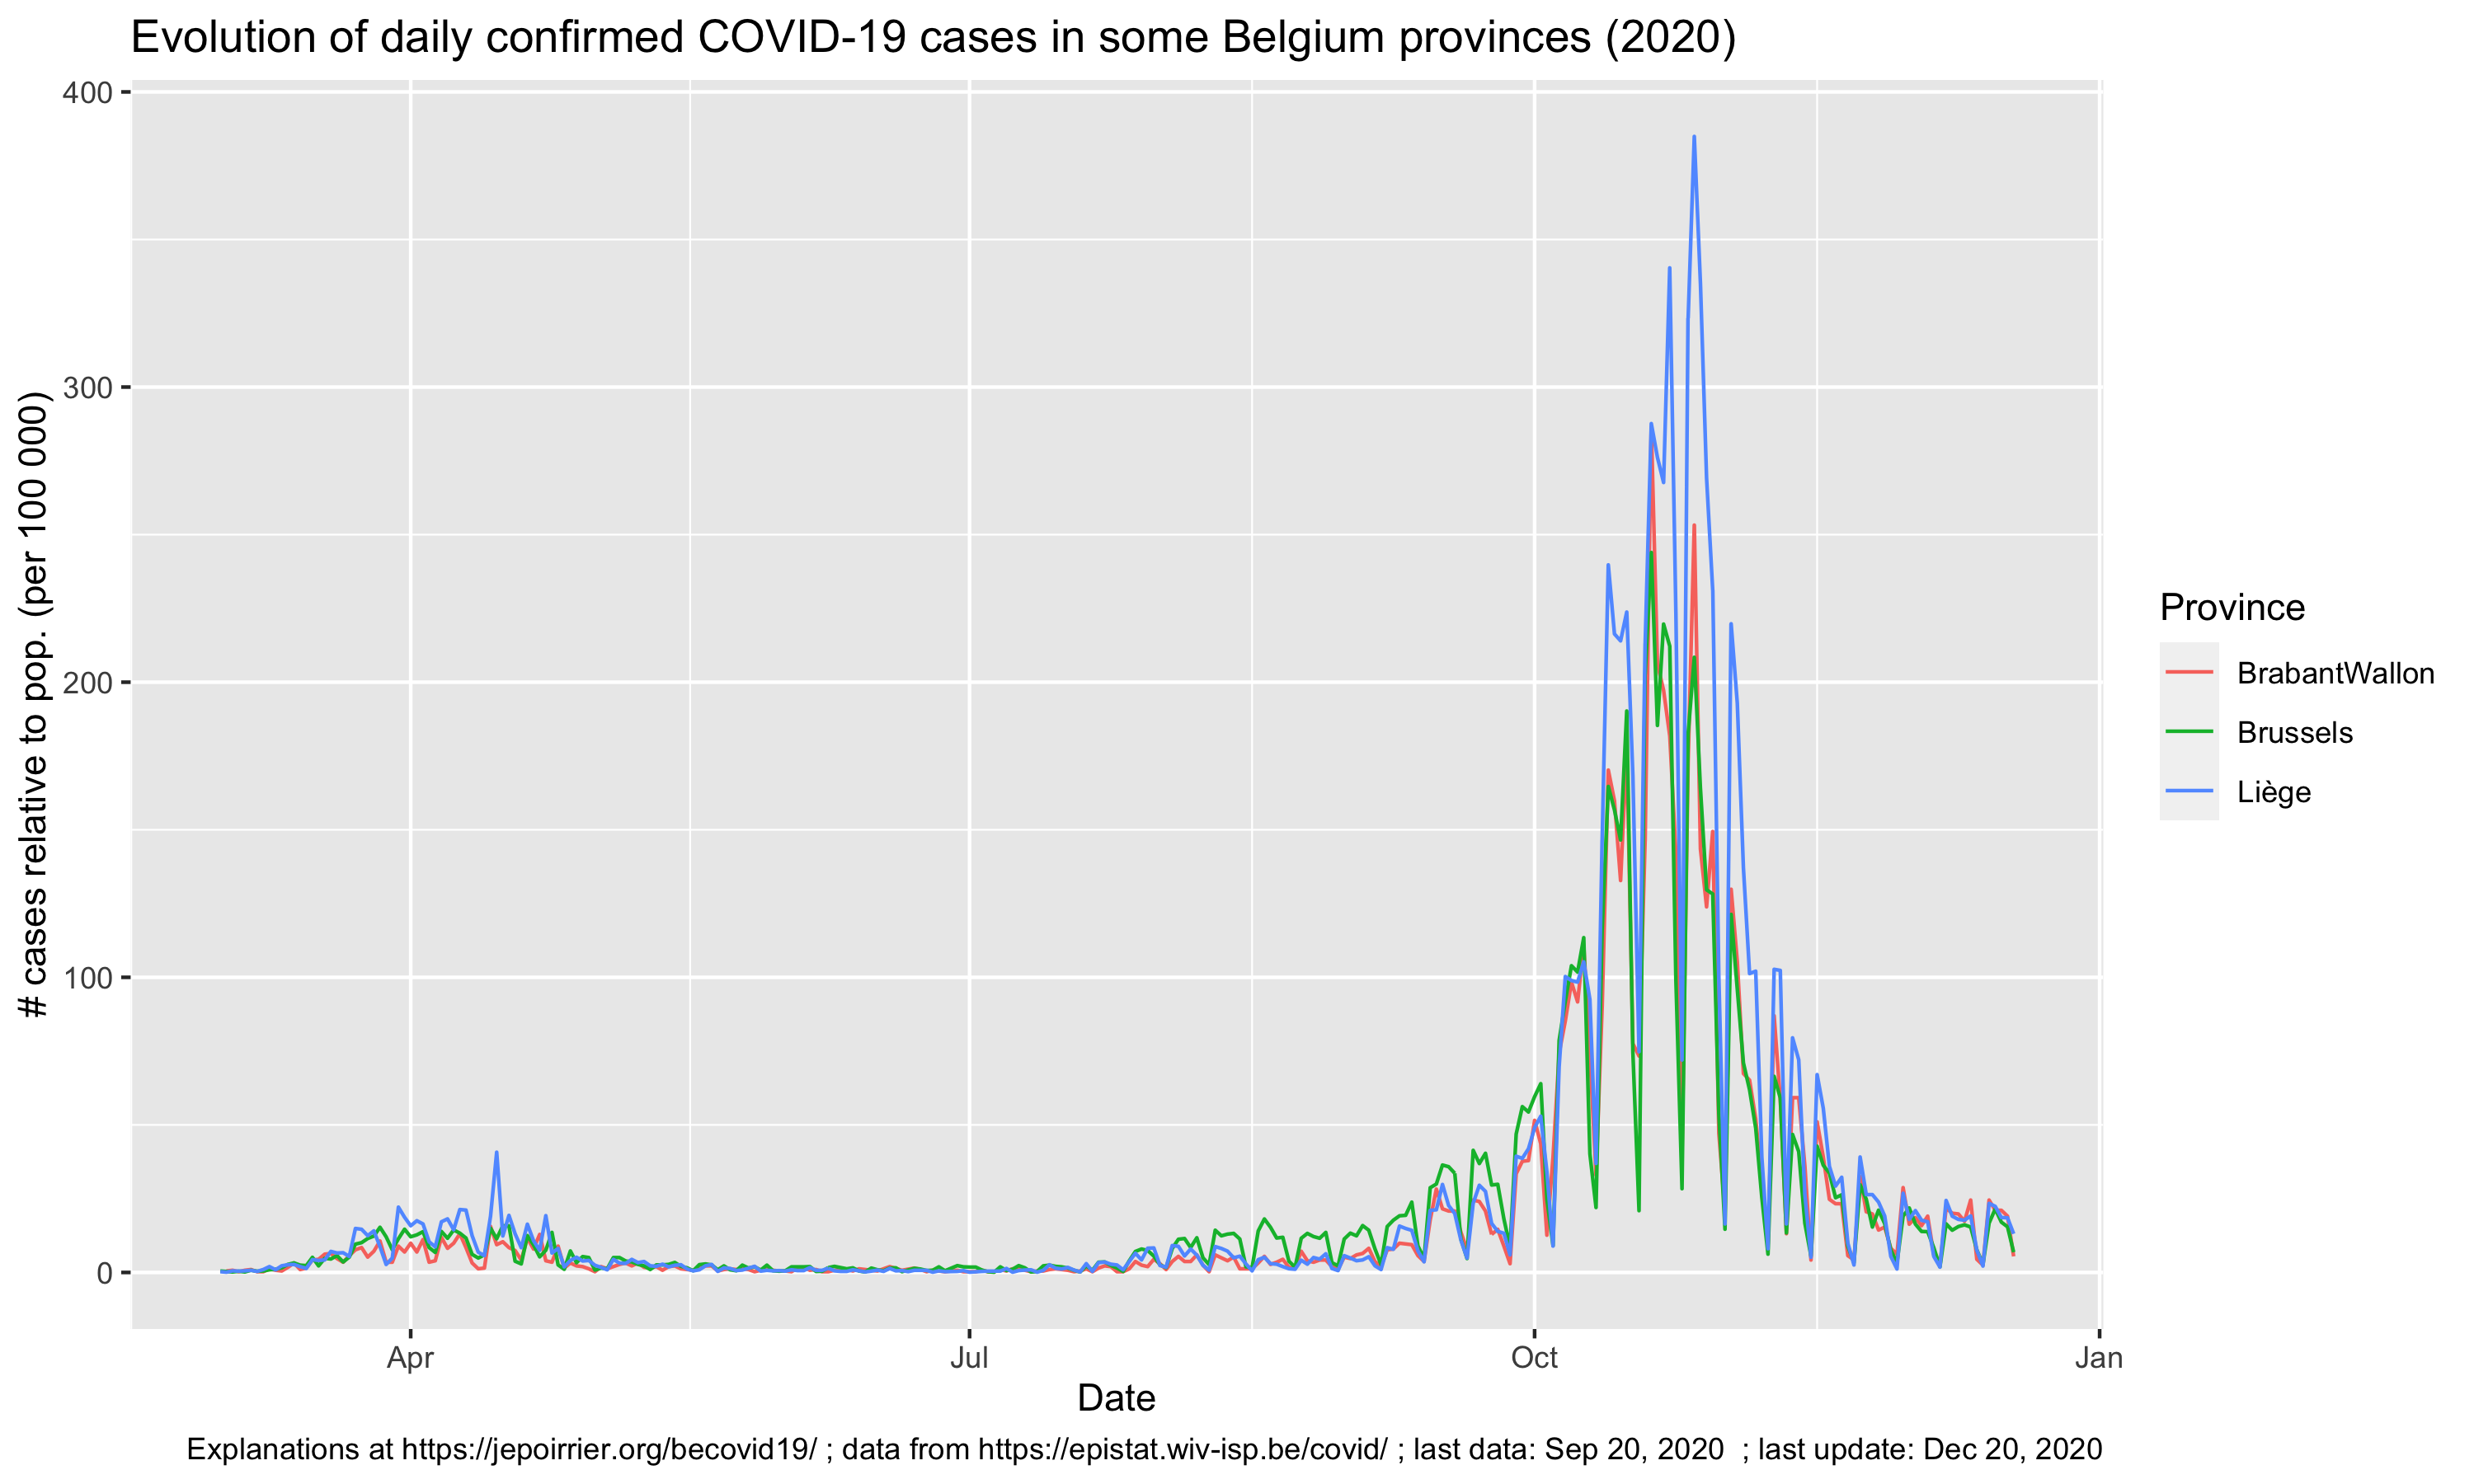 Evolution of daily confirmed COVID-19 cases in some Belgium provinces (2020)
# cases relative to pop. (per 100 000)
400
300
200
100
0
Apr
Jul
Oct
Jan
Date
Province
BrabantWallon
Brussels
Liège
Explanations at https://jepoirrier.org/becovid19/ ; data from https://epistat.wiv-isp.be/covid/ ; last data: Sep 20, 2020  ; last update: Dec 20, 2020